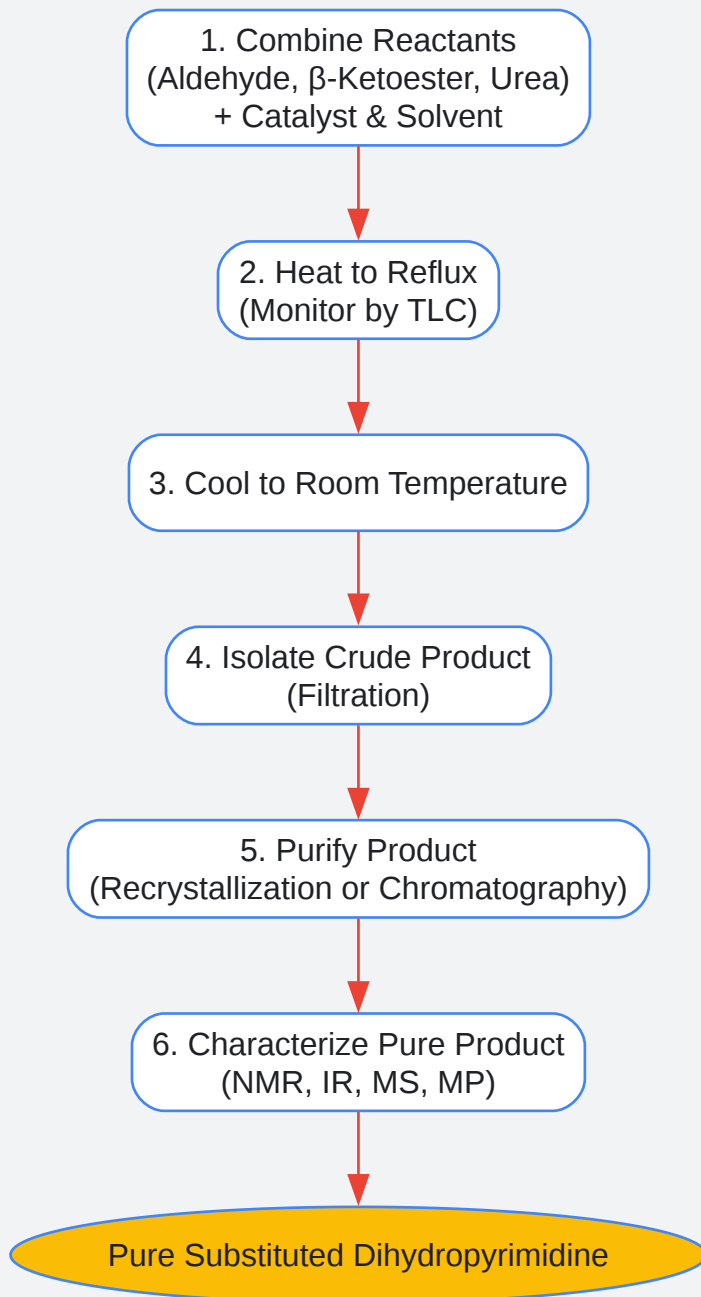 1. Combine Reactants
(Aldehyde, β-Ketoester, Urea)
+ Catalyst & Solvent
2. Heat to Reflux
(Monitor by TLC)
3. Cool to Room Temperature
4. Isolate Crude Product
(Filtration)
5. Purify Product
(Recrystallization or Chromatography)
6. Characterize Pure Product
(NMR, IR, MS, MP)
Pure Substituted Dihydropyrimidine